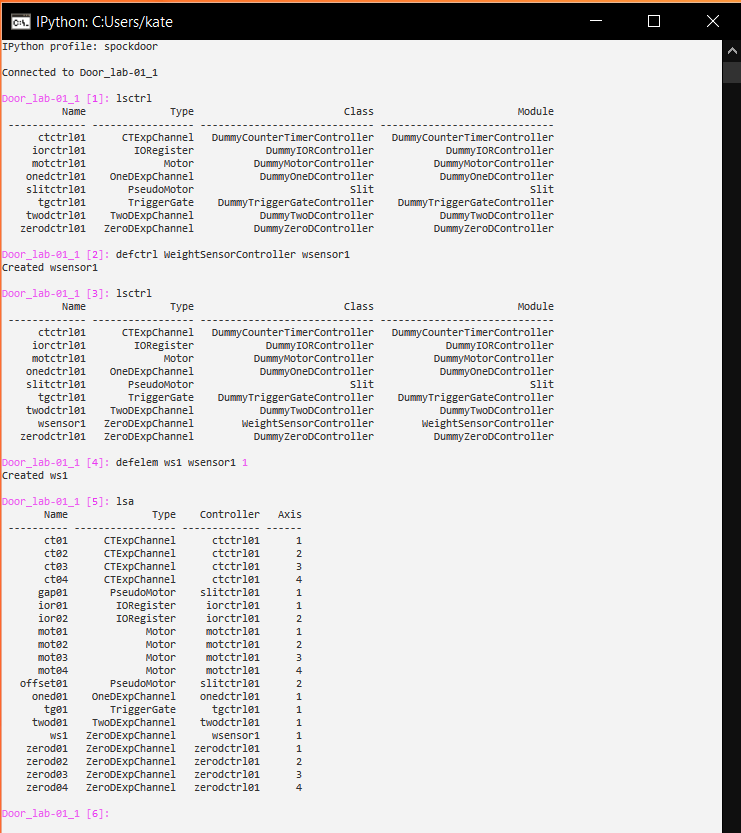 IPython: C:Users/kate
IPython profile: spockdoor
Connected to Door_lab-01_1
Door_lab-01_1 [1]: lsctrl
Name Type Class Module
------------ --------------- --------------------------- ---------------------------
ctctrl01 CTExpChannel DummyCounterTimerController DummyCounterTimerController
iorctrl01 IORegister DummyIORController DummyIORController
motctrl01 Motor DummyMotorController DummyMotorController
onedctrl01 OneDExpChannel DummyOneDController DummyOneDController
slitctrl01 PseudoMotor Slit Slit
tgctrl01 TriggerGate DummyTriggerGateController DummyTriggerGateController
twodctrl01 TwoDExpChannel DummyTwoDController DummyTwoDController
zerodctrl01 ZeroDExpChannel DummyZeroDController DummyZeroDController
Door_lab-01_1 [2]: defctrl WeightSensorController wsensor1
Created wsensor1
Door_lab-01_1 [3]: lsctrl
Name Type Class Module
------------ --------------- --------------------------- ---------------------------
ctctrl01 CTExpChannel DummyCounterTimerController DummyCounterTimerController
iorctrl01 IORegister DummyIORController DummyIORController
motctrl01 Motor DummyMotorController DummyMotorController
onedctrl01 OneDExpChannel DummyOneDController DummyOneDController
slitctrl01 PseudoMotor Slit Slit
tgctrl01 TriggerGate DummyTriggerGateController DummyTriggerGateController
twodctrl01 TwoDExpChannel DummyTwoDController DummyTwoDController
wsensor1 ZeroDExpChannel WeightSensorController WeightSensorController
zerodctrl01 ZeroDExpChannel DummyZeroDController DummyZeroDController
Door_lab-01_1 [4]: defelem ws1 wsensor1 1
Created ws1
Door_lab-01_1 [5]: lsa
Name Type Controller Axis
---------- ----------------- ------------- ------
ct01 CTExpChannel ctctrl01 1
ct02 CTExpChannel ctctrl01 2
ct03 CTExpChannel ctctrl01 3
ct04 CTExpChannel ctctrl01 4
gap01 PseudoMotor slitctrl01 1
ior01 IORegister iorctrl01 1
ior02 IORegister iorctrl01 2
mot01 Motor motctrl01 1
mot02 Motor motctrl01 2
mot03 Motor motctrl01 3
mot04 Motor motctrl01 4
offset01 PseudoMotor slitctrl01 2
oned01 OneDExpChannel onedctrl01 1
tg01 TriggerGate tgctrl01 1
twod01 TwoDExpChannel twodctrl01 1
ws1 ZeroDExpChannel wsensor1 1
zerod01 ZeroDExpChannel zerodctrl01 1
zerod02 ZeroDExpChannel zerodctrl01 2
zerod03 ZeroDExpChannel zerodctrl01 3
zerod04 ZeroDExpChannel zerodctrl01 4
Door_lab-01_1 [6]: